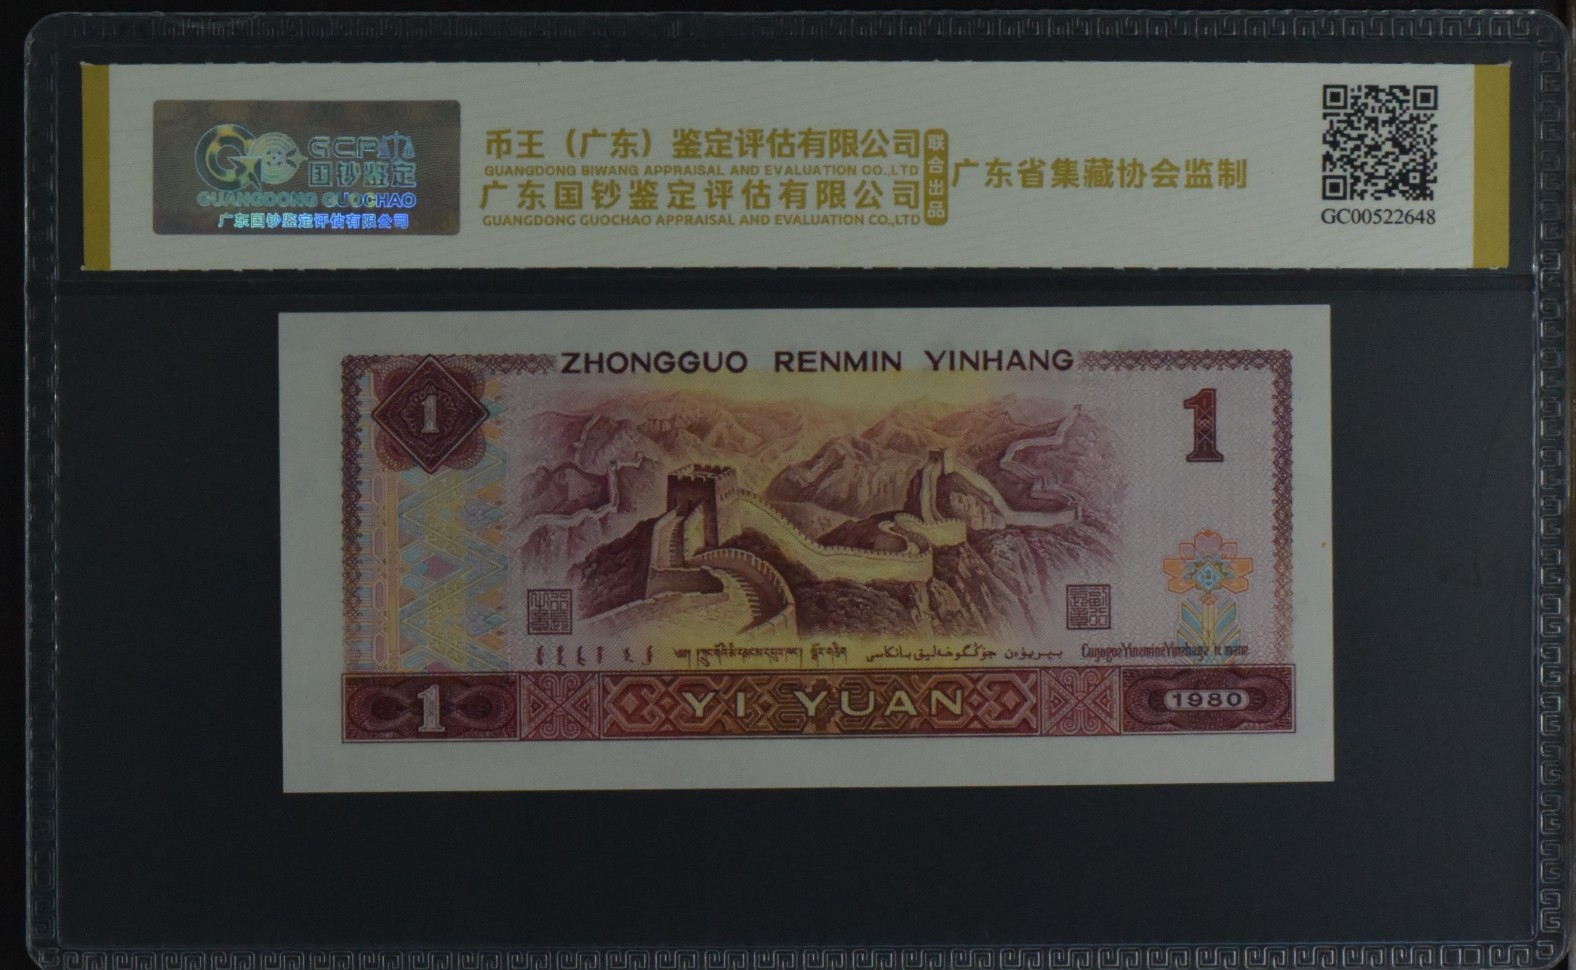 GCP
国钞鉴定
GUANGDONG GUOCHAO
广东国钞鉴定评估有限公司
币王（广东）鉴定评估有限公司
GUANGDONG BIWANG APPRAISAL AND EVALUATION CO.,LTD
广东国钞鉴定评估有限公司
GUANGDONG GUOCHAO APPRAISAL AND EVALUATION CO.,LTD
联合出品
广东省集藏协会监制
GC00522648
ZHONGGUO RENMIN YINHANG
1
1
1
YI YUAN
1980